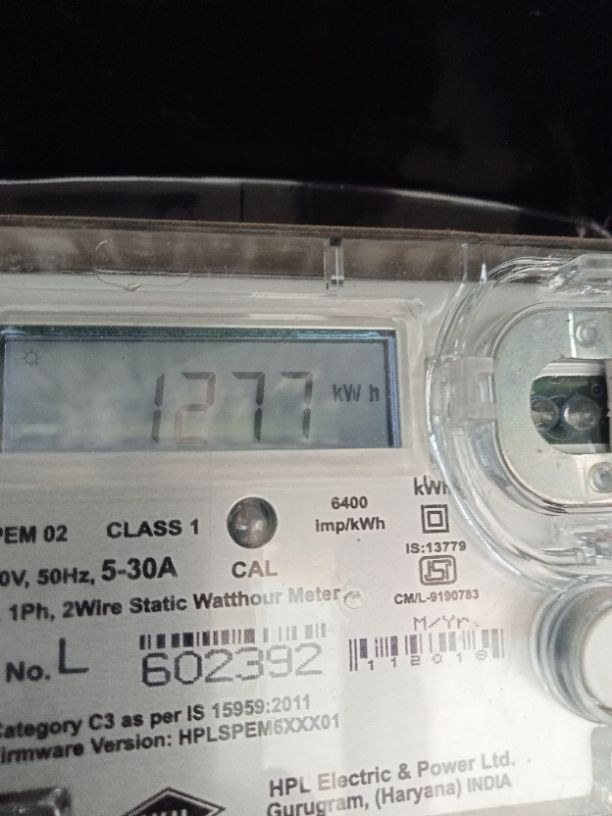 1277 kWh
PEM 02 CLASS 1
6400
imp/kWh
0V, 50Hz, 5-30A
CAL
IS:13779
CM/L-9190783
1Ph, 2Wire Static Watthour Meter
M/Yr.
No. L 602392
112018
Category C3 as per IS 15959:2011
Firmware Version: HPLSPEM6XXX01
HPL Electric & Power Ltd.
Gurugram, (Haryana) INDIA